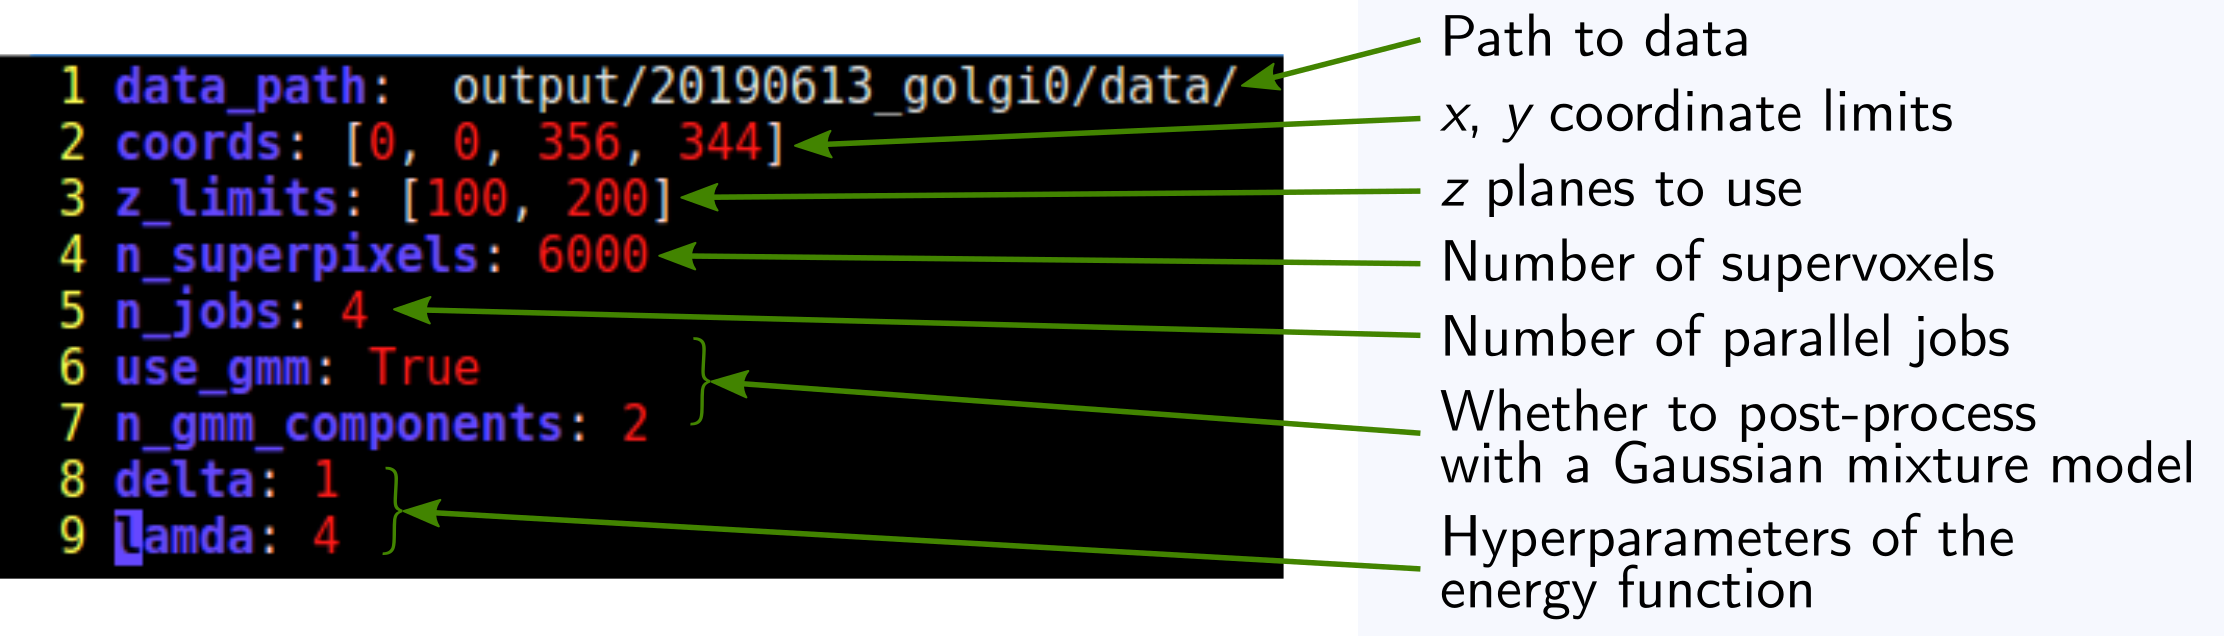 1 data_path:  output/20190613_golgi0/data/
2 coords: [0, 0, 356, 344]
3 z_limits: [100, 200]
4 n_superpixels: 6000
5 n_jobs: 4
6 use_gmm: True
7 n_gmm_components: 2
8 delta: 1
9 lamda: 4
Path to data
x, y coordinate limits
z planes to use
Number of supervoxels
Number of parallel jobs
Whether to post-process
with a Gaussian mixture model
Hyperparameters of the
energy function